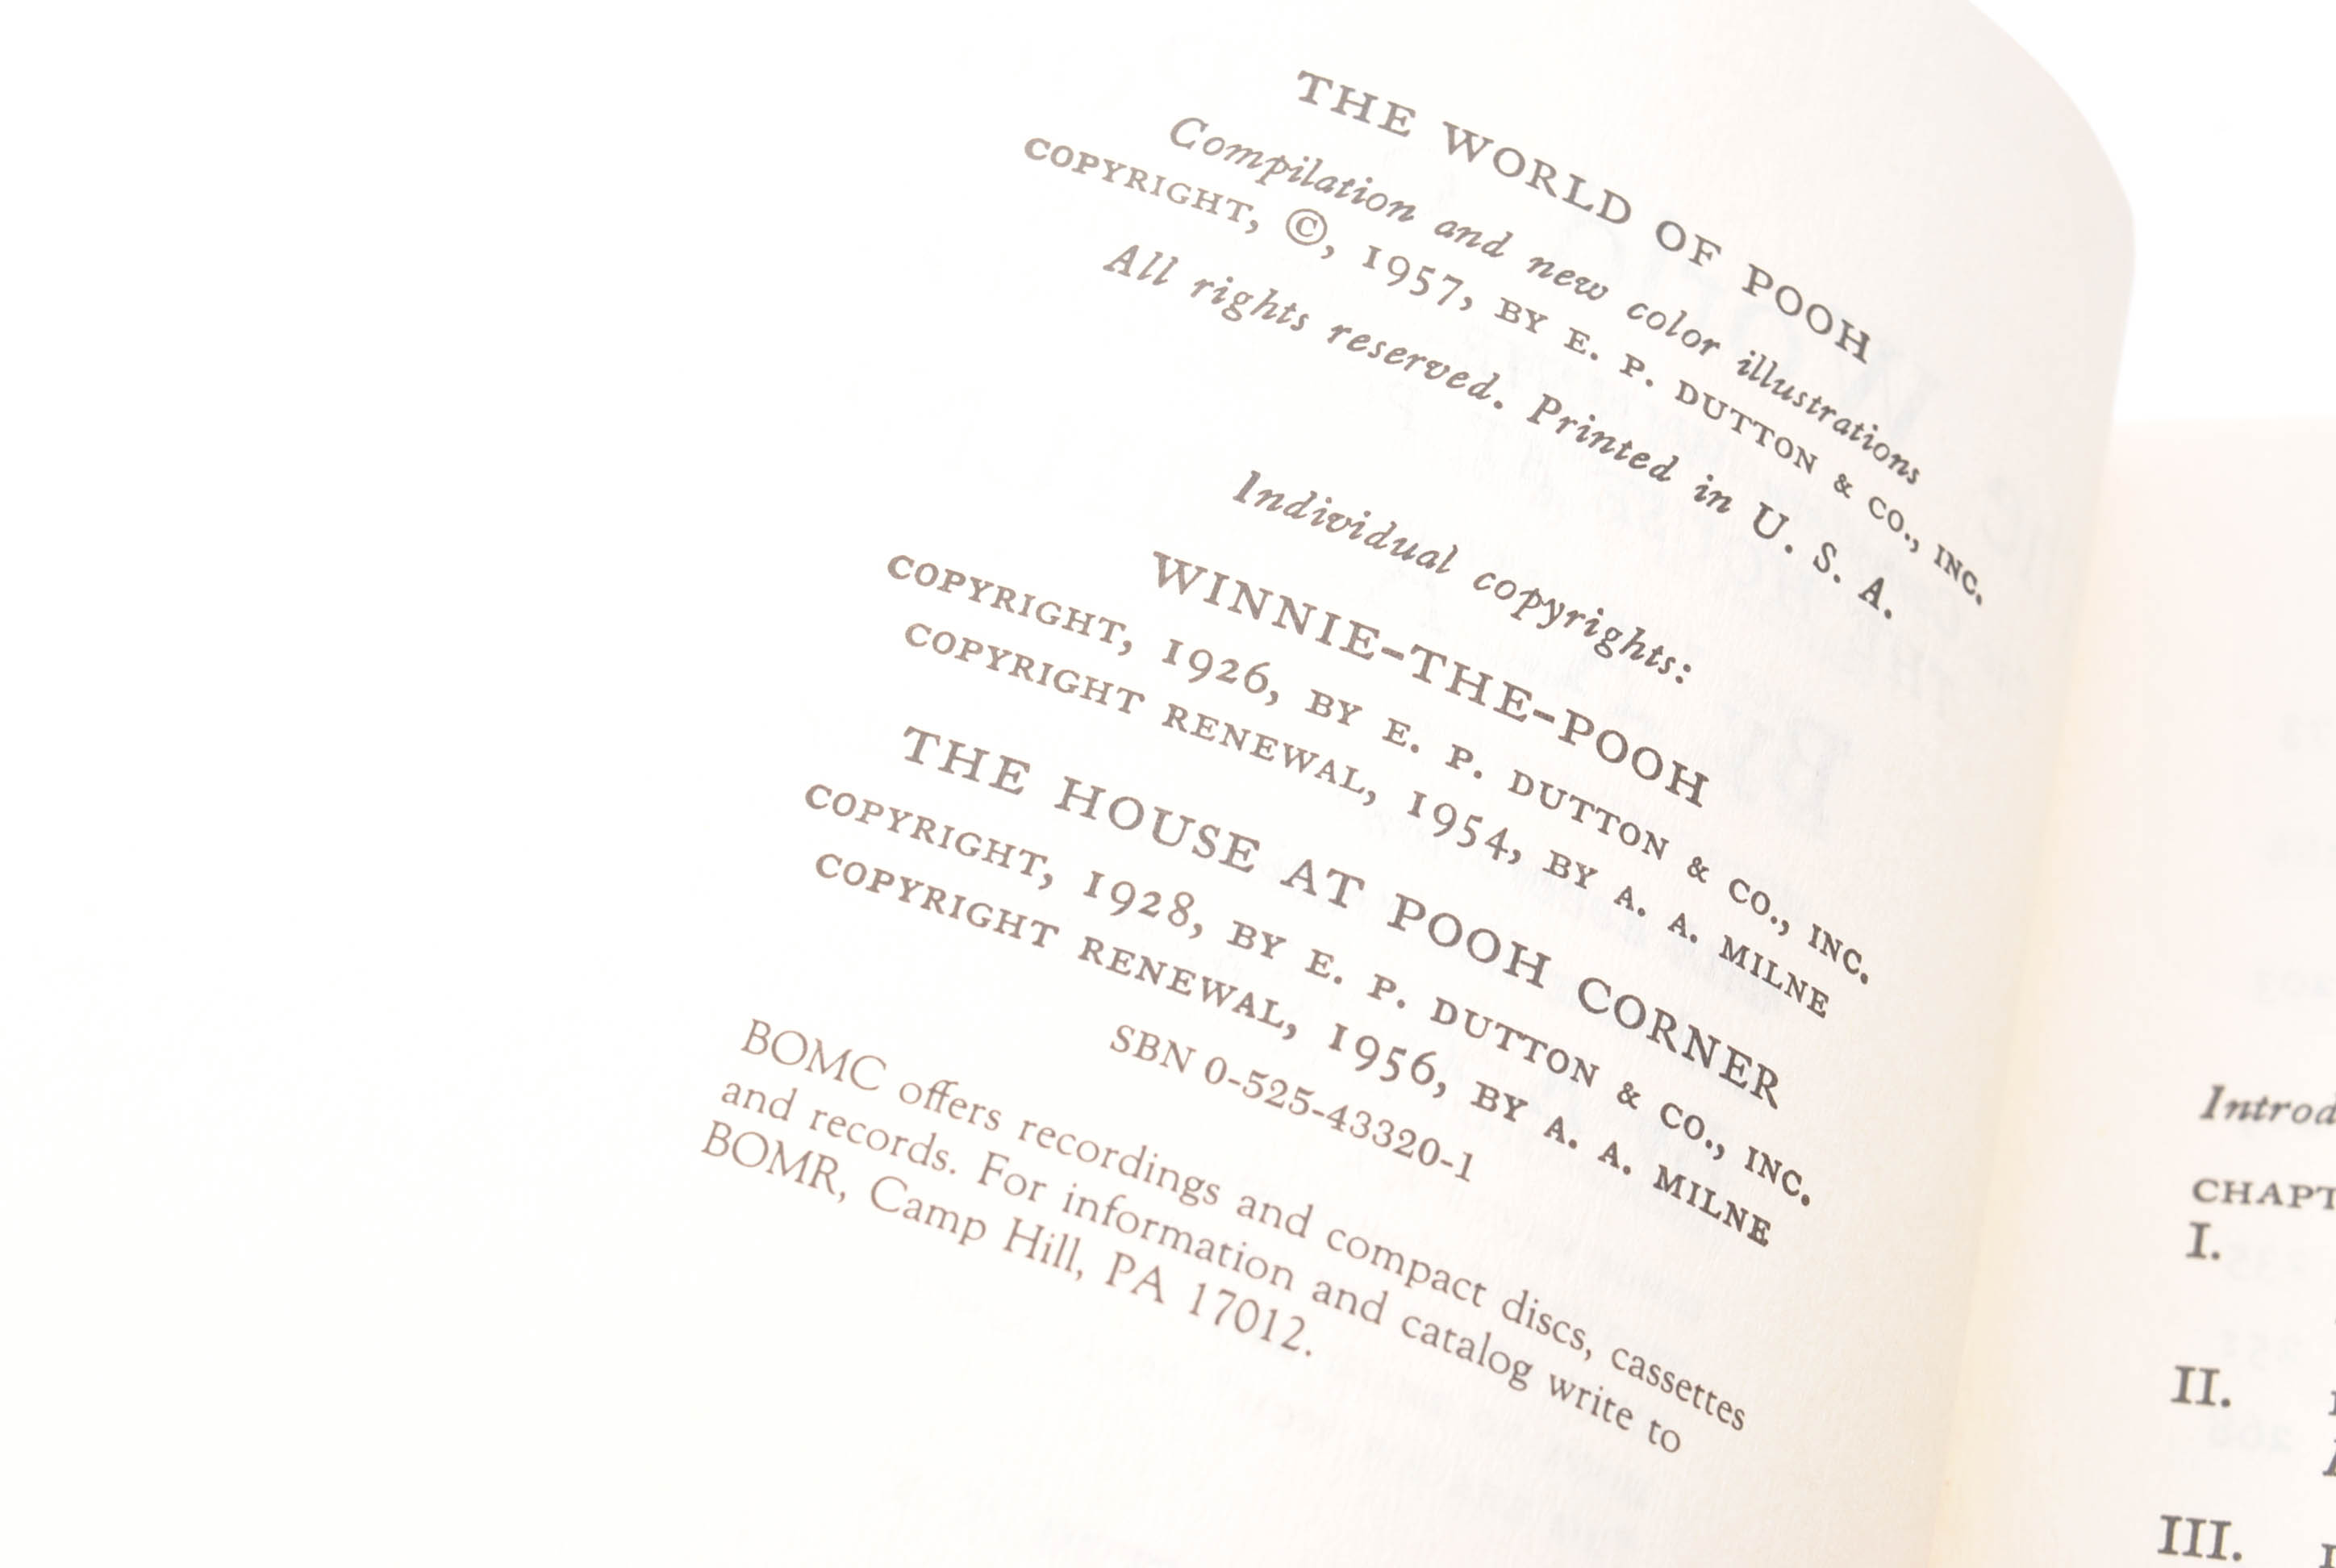 THE WORLD OF POOH
Compilation and new color illustrations
COPYRIGHT, ©, 1957, BY E. P. DUTTON & CO., INC.
All rights reserved. Printed in U. S. A.
Individual copyrights:
WINNIE-THE-POOH
COPYRIGHT, 1926, BY E. P. DUTTON & CO., INC.
COPYRIGHT RENEWAL, 1954, BY A. A. MILNE
THE HOUSE AT POOH CORNER
COPYRIGHT, 1928, BY E. P. DUTTON & CO., INC.
COPYRIGHT RENEWAL, 1956, BY A. A. MILNE
SBN 0-525-43320-1
BOMC offers recordings and compact discs, cassettes
and records. For information and catalog write to
BOMR, Camp Hill, PA 17012.
Introd
CHAPT
I.
II.
III.